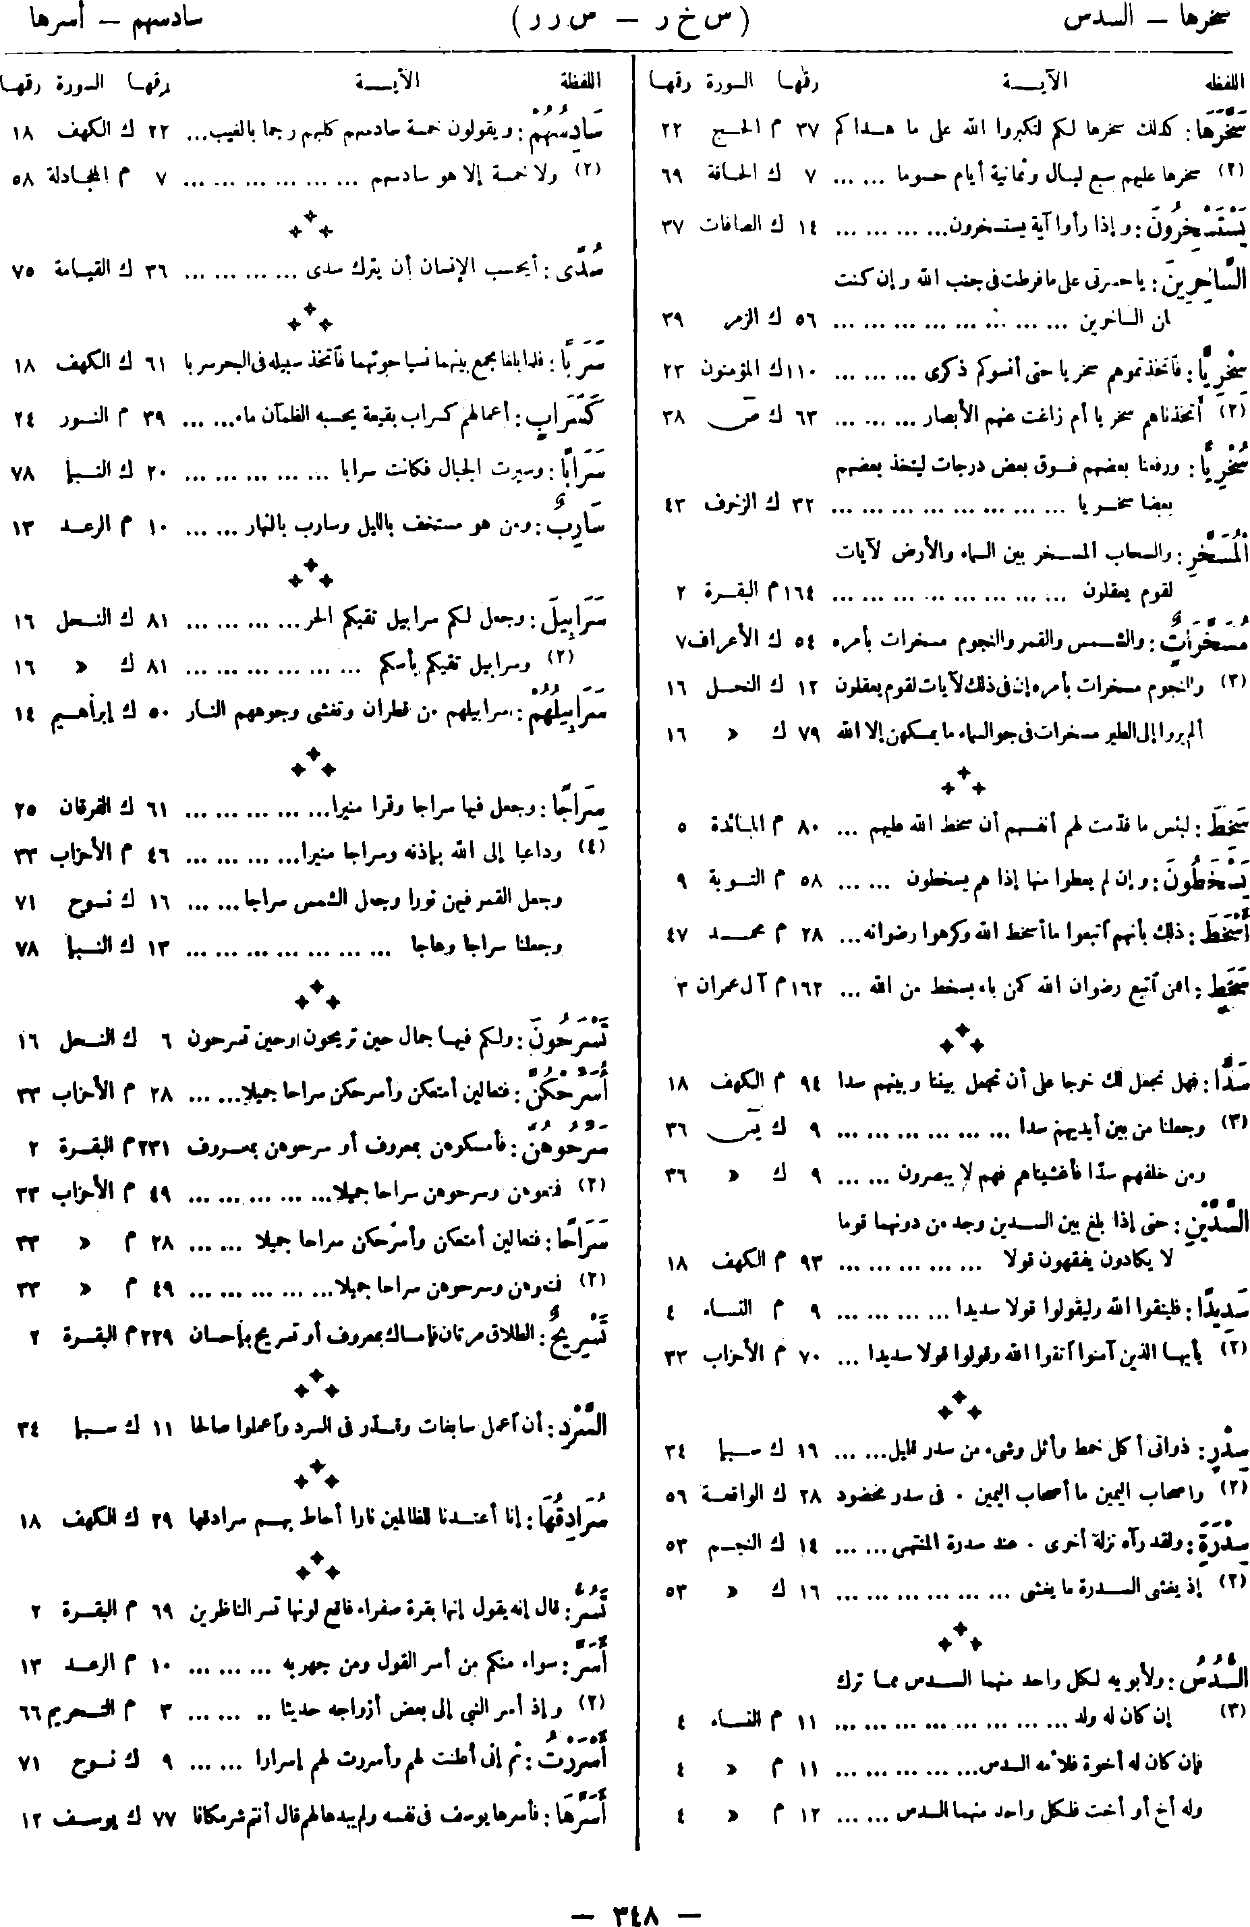 سخرها – السدس (س خ ر – س ر ر) سادسهم – أسرها
اللفظة الآيــة رقمها السورة رقمها
سَخَّرَهَا : كذلك سخرها لكم لتكبروا الله على ما هداكم ٣٧ م الحج ٢٢
(٢) سخرها عليهم سبع ليال وثمانية أيام حسوما ... ... ٧ ك الحاقة ٦٩
يَسْتَسْخِرُونَ : وإذا رأوا آية يستسخرون... ... ... ... ١٤ ك الصافات ٣٧
السَّاخِرِينَ : ياحسرتى على مافرطت فى جنب الله وإن كنت
لمن الساخرين ... ... ... ... ... ... ... ... ٥٦ ك الزمر ٣٩
سِخْرِيًّا : فاتخذتموهم سخريا حتى أنسوكم ذكرى ... ... ... ١١٠ ك المؤمنون ٢٣
(٢) أتخذناهم سخريا أم زاغت عنهم الأبصار ... ... ... ٦٣ ك صٓ ٣٨
سُخْرِيًّا : ورفعنا بعضهم فوق بعض درجات ليتخذ بعضهم
بعضا سخريا ... ... ... ... ... ... ... ... ٣٢ ك الزخرف ٤٣
الْمُسَخَّرِ : والسحاب المسخر بين السماء والأرض لآيات
لقوم يعقلون ... ... ... ... ... ... ... ... ١٦٤ م البقرة ٢
مُسَخَّرَاتٌ : والشمس والقمر والنجوم مسخرات بأمره ٥٤ ك الأعراف ٧
(٣) والنجوم مسخرات بأمره إن فى ذلك لآيات لقوم يعقلون ١٢ ك النحل ١٦
ألم يروا إلى الطير مسخرات فى جو السماء ما يمسكهن إلا الله ٧٩ ك « ١٦
سَخِطَ : لبئس ما قدمت لهم أنفسهم أن سخط الله عليهم ... ٨٠ م المائدة ٥
يَسْخَطُونَ : وإن لم يعطوا منها إذا هم يسخطون ... ... ٥٨ م التوبة ٩
أَسْخَطَ : ذلك بأنهم اتبعوا ما أسخط الله وكرهوا رضوانه... ٢٨ م محمد ٤٧
سَخَطٍ : أفمن اتبع رضوان الله كمن باء بسخط من الله ... ١٦٢ م آل عمران ٣
سَدًّا : فهل نجعل لك خرجا على أن تجعل بيننا وبينهم سدا ٩٤ م الكهف ١٨
(٣) وجعلنا من بين أيديهم سدا ... ... ... ... ... ... ٩ ك يسٓ ٣٦
ومن خلفهم سدًّا فأغشيناهم فهم لا يبصرون ... ... ٩ ك « ٣٦
السَّدَّيْنِ : حتى إذا بلغ بين السدين وجد من دونهما قوما
لا يكادون يفقهون قولا ... ... ... ... ... ٩٣ م الكهف ١٨
سَدِيدًا : فليتقوا الله وليقولوا قولا سديدا ... ... ... ... ٩ م النساء ٤
(٢) يأيها الذين آمنوا اتقوا الله وقولوا قولا سديدا ... ٧٠ م الأحزاب ٣٣
سِدْرٍ : ذواتى أكل خمط وأثل وشىء من سدر قليل... ... ١٦ ك سبإ ٣٤
(٢) وأصحاب اليمين ما أصحاب اليمين . فى سدر مخضود ٢٨ ك الواقعة ٥٦
سِدْرَةِ : ولقد رآه نزلة أخرى . عند سدرة المنتهى ... ... ١٤ ك النجم ٥٣
(٢) إذ يغشى السدرة ما يغشى ... ... ... ... ... ... ١٦ ك « ٥٣
السُّدُسُ : ولأبويه لكل واحد منهما السدس مما ترك
(٣) إن كان له ولد ... ... ... ... ... ... ... ... ١١ م النساء ٤
فإن كان له أخوة فلأمه السدس... ... ... ... ... ١١ م « ٤
وله أخ أو أخت فلكل واحد منهما السدس ... ... ١٢ م « ٤
اللفظة الآيــة رقمها السورة رقمها
سَادِسُهُمْ : ويقولون خمسة سادسهم كلبهم رجما بالغيب... ٢٢ ك الكهف ١٨
(٢) ولا خمسة إلا هو سادسهم ... ... ... ... ... ... ٧ م المجادلة ٥٨
سُدًى : أيحسب الإنسان أن يترك سدى ... ... ... ... ٣٦ ك القيامة ٧٥
سَرَبًا : فلما بلغا مجمع بينهما نسيا حوتهما فاتخذ سبيله فى البحر سربا ٦١ ك الكهف ١٨
كَسَرَابٍ : أعمالهم كسراب بقيعة يحسبه الظمآن ماء... ... ٣٩ م النور ٢٤
سَرَابًا : وسيرت الجبال فكانت سرابا ... ... ... ... ... ٢٠ ك النبإ ٧٨
سَارِبٌ : ومن هو مستخف بالليل وسارب بالنهار ... ... ١٠ م الرعد ١٣
سَرَابِيلَ : وجعل لكم سرابيل تقيكم الحر... ... ... ... ٨١ ك النحل ١٦
(٢) وسرابيل تقيكم بأسكم ... ... ... ... ... ... ٨١ ك « ١٦
سَرَابِيلُهُمْ : سرابيلهم من قطران وتغشى وجوههم النار ٥٠ ك إبراهيم ١٤
سِرَاجًا : وجعل فيها سراجا وقمرا منيرا... ... ... ... ... ٦١ ك الفرقان ٢٥
(٤) وداعيا إلى الله بإذنه وسراجا منيرا... ... ... ... ٤٦ م الأحزاب ٣٣
وجعل القمر فيهن نورا وجعل الشمس سراجا... ... ١٦ ك نوح ٧١
وجعلنا سراجا وهاجا ... ... ... ... ... ... ... ١٣ ك النبإ ٧٨
تَسْرَحُونَ : ولكم فيها جمال حين تريحون وحين تسرحون ٦ ك النحل ١٦
أُسَرِّحْكُنَّ : فتعالين أمتعكن وأسرحكن سراحا جميلا... ... ٢٨ م الأحزاب ٣٣
سَرِّحُوهُنَّ : فأمسكوهن بمعروف أو سرحوهن بمعروف ٢٣١ م البقرة ٢
(٢) فمتعوهن وسرحوهن سراحا جميلا... ... ... ... ... ٤٩ م الأحزاب ٣٣
سَرَاحًا : فتعالين أمتعكن وأسرحكن سراحا جميلا ... ... ٢٨ م « ٣٣
(٢) فمتعوهن وسرحوهن سراحا جميلا... ... ... ... ... ٤٩ م « ٣٣
تَسْرِيحٌ : الطلاق مرتان فإمساك بمعروف أو تسريح بإحسان ٢٢٩ م البقرة ٢
السَّرْدِ : أن اعمل سابغات وقدر فى السرد واعملوا صالحا ١١ ك سبإ ٣٤
سُرَادِقُهَا : إنا أعتدنا للظالمين نارا أحاط بهم سرادقها ٢٩ ك الكهف ١٨
تَسُرُّ : قال إنه يقول إنها بقرة صفراء فاقع لونها تسر الناظرين ٦٩ م البقرة ٢
أَسَرَّ : سواء منكم من أسر القول ومن جهر به ... ... ... ١٠ م الرعد ١٣
(٢) وإذ أسر النبى إلى بعض أزواجه حديثا .. ... ... ٣ م التحريم ٦٦
أَسْرَرْتُ : ثم إنى أعلنت لهم وأسررت لهم إسرارا ... ... ٩ ك نوح ٧١
أَسَرَّهَا : فأسرها يوسف فى نفسه ولم يبدها لهم قال أنتم شر مكانا ٧٧ ك يوسف ١٢
– ٣٤٨ –